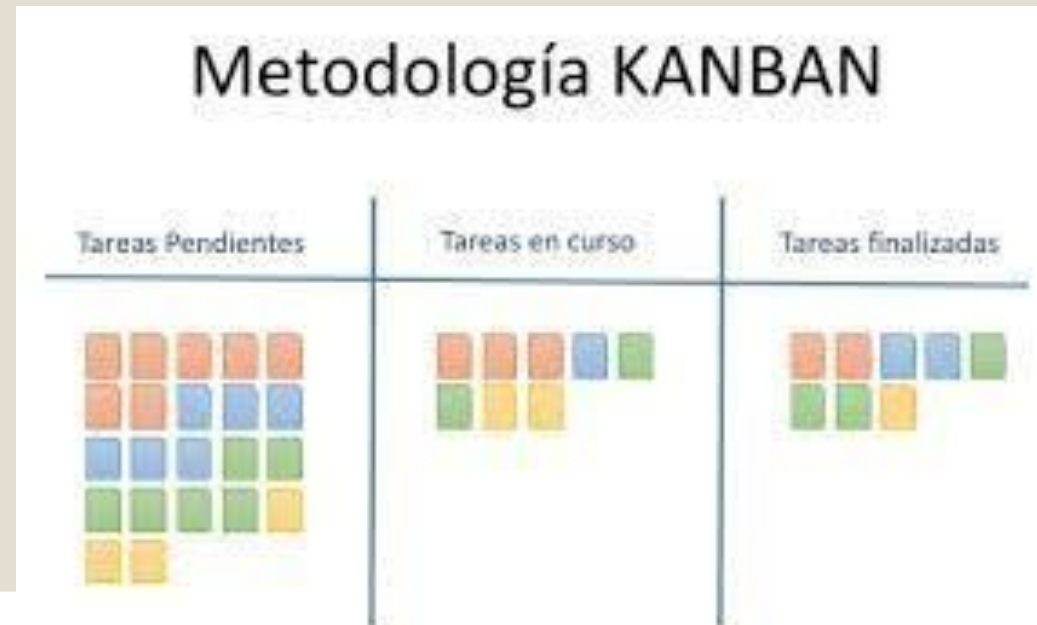 Metodología KANBAN
Tareas Pendientes
Tareas en curso
Tareas finalizadas